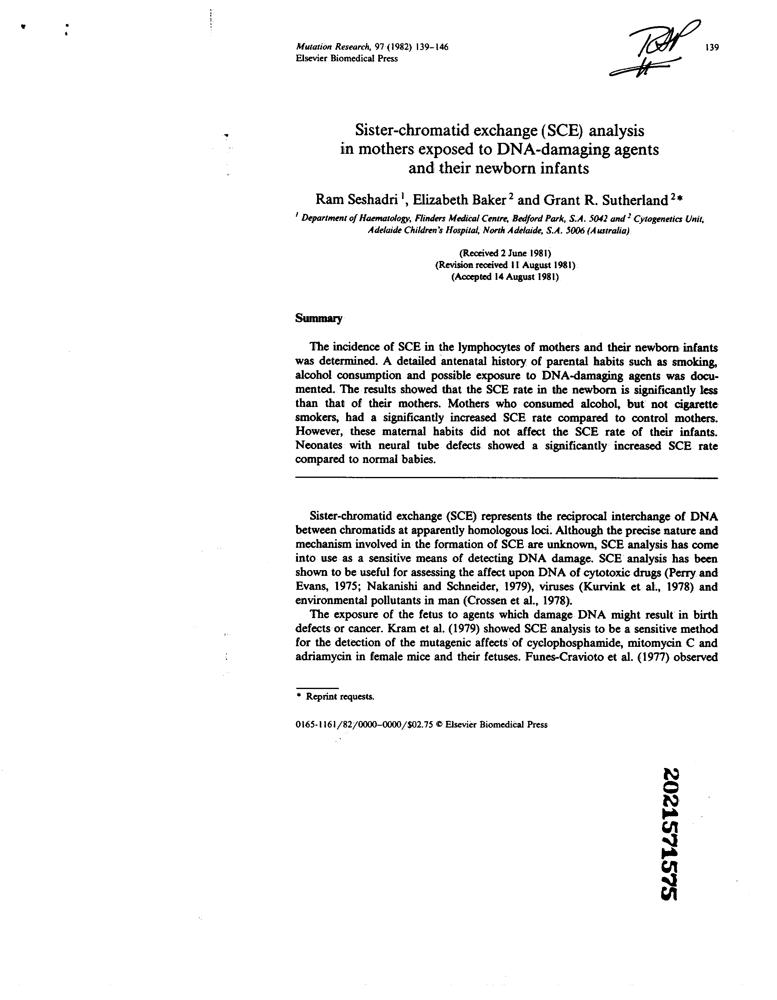 Mutation Research, 97 (1982) 139–146
Elsevier Biomedical Press
139
Sister-chromatid exchange (SCE) analysis
in mothers exposed to DNA-damaging agents
and their newborn infants
Ram Seshadri 1, Elizabeth Baker 2 and Grant R. Sutherland 2*
1 Department of Haematology, Flinders Medical Centre, Bedford Park, S.A. 5042 and 2 Cytogenetics Unit,
Adelaide Children's Hospital, North Adelaide, S.A. 5006 (Australia)
(Received 2 June 1981)
(Revision received 11 August 1981)
(Accepted 14 August 1981)
Summary
The incidence of SCE in the lymphocytes of mothers and their newborn infants
was determined. A detailed antenatal history of parental habits such as smoking,
alcohol consumption and possible exposure to DNA-damaging agents was docu-
mented. The results showed that the SCE rate in the newborn is significantly less
than that of their mothers. Mothers who consumed alcohol, but not cigarette
smokers, had a significantly increased SCE rate compared to control mothers.
However, these maternal habits did not affect the SCE rate of their infants.
Neonates with neural tube defects showed a significantly increased SCE rate
compared to normal babies.
Sister-chromatid exchange (SCE) represents the reciprocal interchange of DNA
between chromatids at apparently homologous loci. Although the precise nature and
mechanism involved in the formation of SCE are unknown, SCE analysis has come
into use as a sensitive means of detecting DNA damage. SCE analysis has been
shown to be useful for assessing the affect upon DNA of cytotoxic drugs (Perry and
Evans, 1975; Nakanishi and Schneider, 1979), viruses (Kurvink et al., 1978) and
environmental pollutants in man (Crossen et al., 1978).
The exposure of the fetus to agents which damage DNA might result in birth
defects or cancer. Kram et al. (1979) showed SCE analysis to be a sensitive method
for the detection of the mutagenic affects of cyclophosphamide, mitomycin C and
adriamycin in female mice and their fetuses. Funes-Cravioto et al. (1977) observed
* Reprint requests.
0165-1161/82/0000–0000/$02.75 © Elsevier Biomedical Press
2021571575